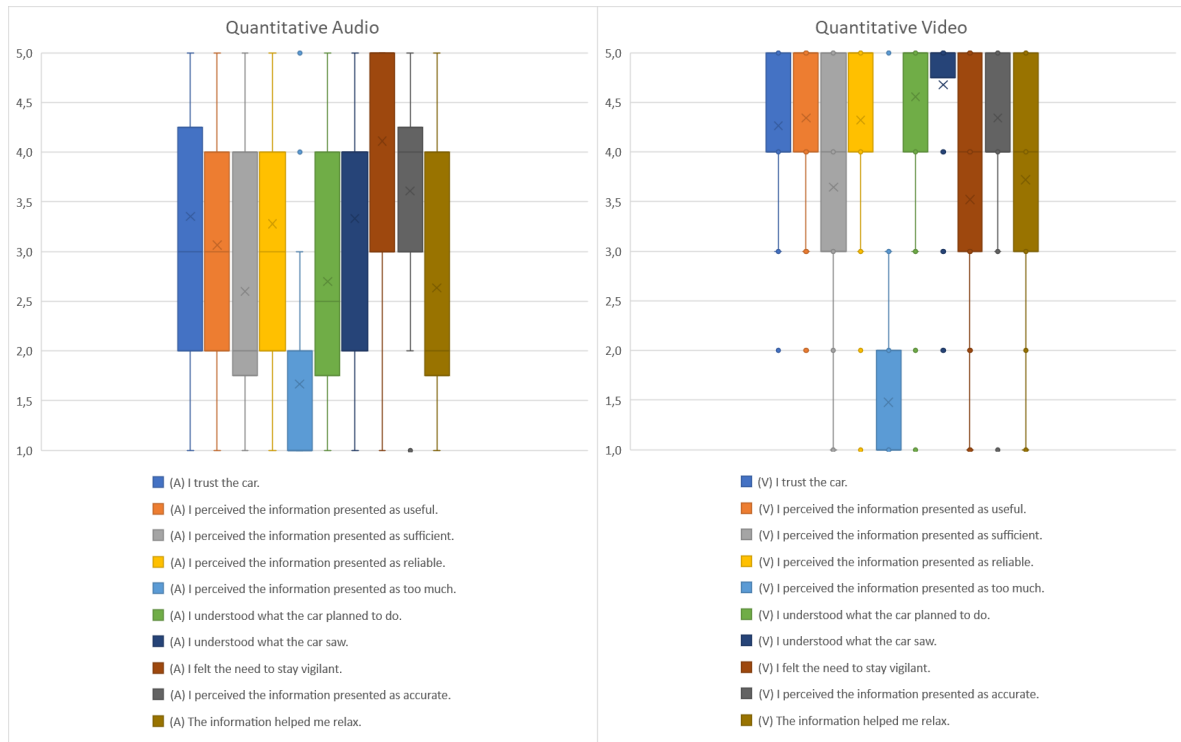 Quantitative Audio
5,0
4,5
4,0
3,5
3,0
2,5
2,0
1,5
1,0
(A) I trust the car.
(A) I perceived the information presented as useful.
(A) I perceived the information presented as sufficient.
(A) I perceived the information presented as reliable.
(A) I perceived the information presented as too much.
(A) I understood what the car planned to do.
(A) I understood what the car saw.
(A) I felt the need to stay vigilant.
(A) I perceived the information presented as accurate.
(A) The information helped me relax.
Quantitative Video
5,0
4,5
4,0
3,5
3,0
2,5
2,0
1,5
1,0
(V) I trust the car.
(V) I perceived the information presented as useful.
(V) I perceived the information presented as sufficient.
(V) I perceived the information presented as reliable.
(V) I perceived the information presented as too much.
(V) I understood what the car planned to do.
(V) I understood what the car saw.
(V) I felt the need to stay vigilant.
(V) I perceived the information presented as accurate.
(V) The information helped me relax.